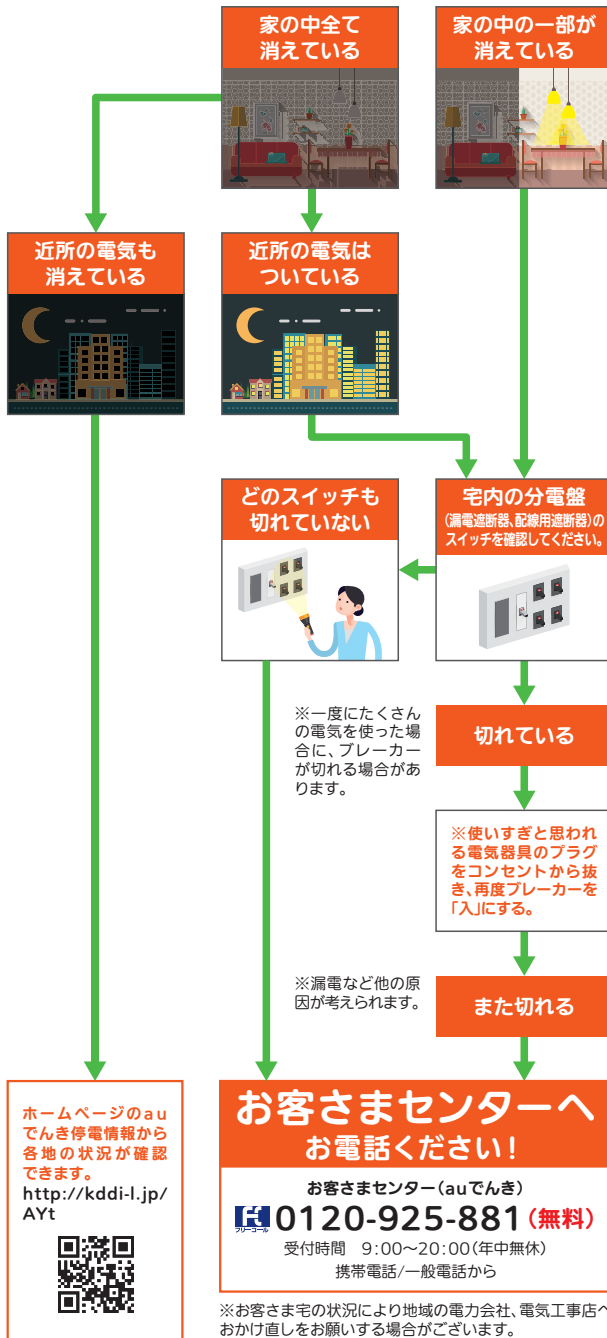 家の中全て
消えている
家の中の一部が
消えている
近所の電気も
消えている
近所の電気は
ついている
どのスイッチも
切れていない
宅内の分電盤
(漏電遮断器、配線用遮断器)の
スイッチを確認してください。
※一度にたくさん
の電気を使った場
合に、ブレーカー
が切れる場合があ
ります。
切れている
※使いすぎと思われ
る電気器具のプラグ
をコンセントから抜
き、再度ブレーカーを
「入」にする。
※漏電など他の原
因が考えられます。
また切れる
ホームページのau
でんき停電情報から
各地の状況が確認
できます。
http://kddi-l.jp/
AYt
お客さまセンターへ
お電話ください!
お客さまセンター(auでんき)
フリーコール 0120-925-881(無料)
受付時間 9:00〜20:00(年中無休)
携帯電話/一般電話から
※お客さま宅の状況により地域の電力会社、電気工事店へ
おかけ直しをお願いする場合がございます。